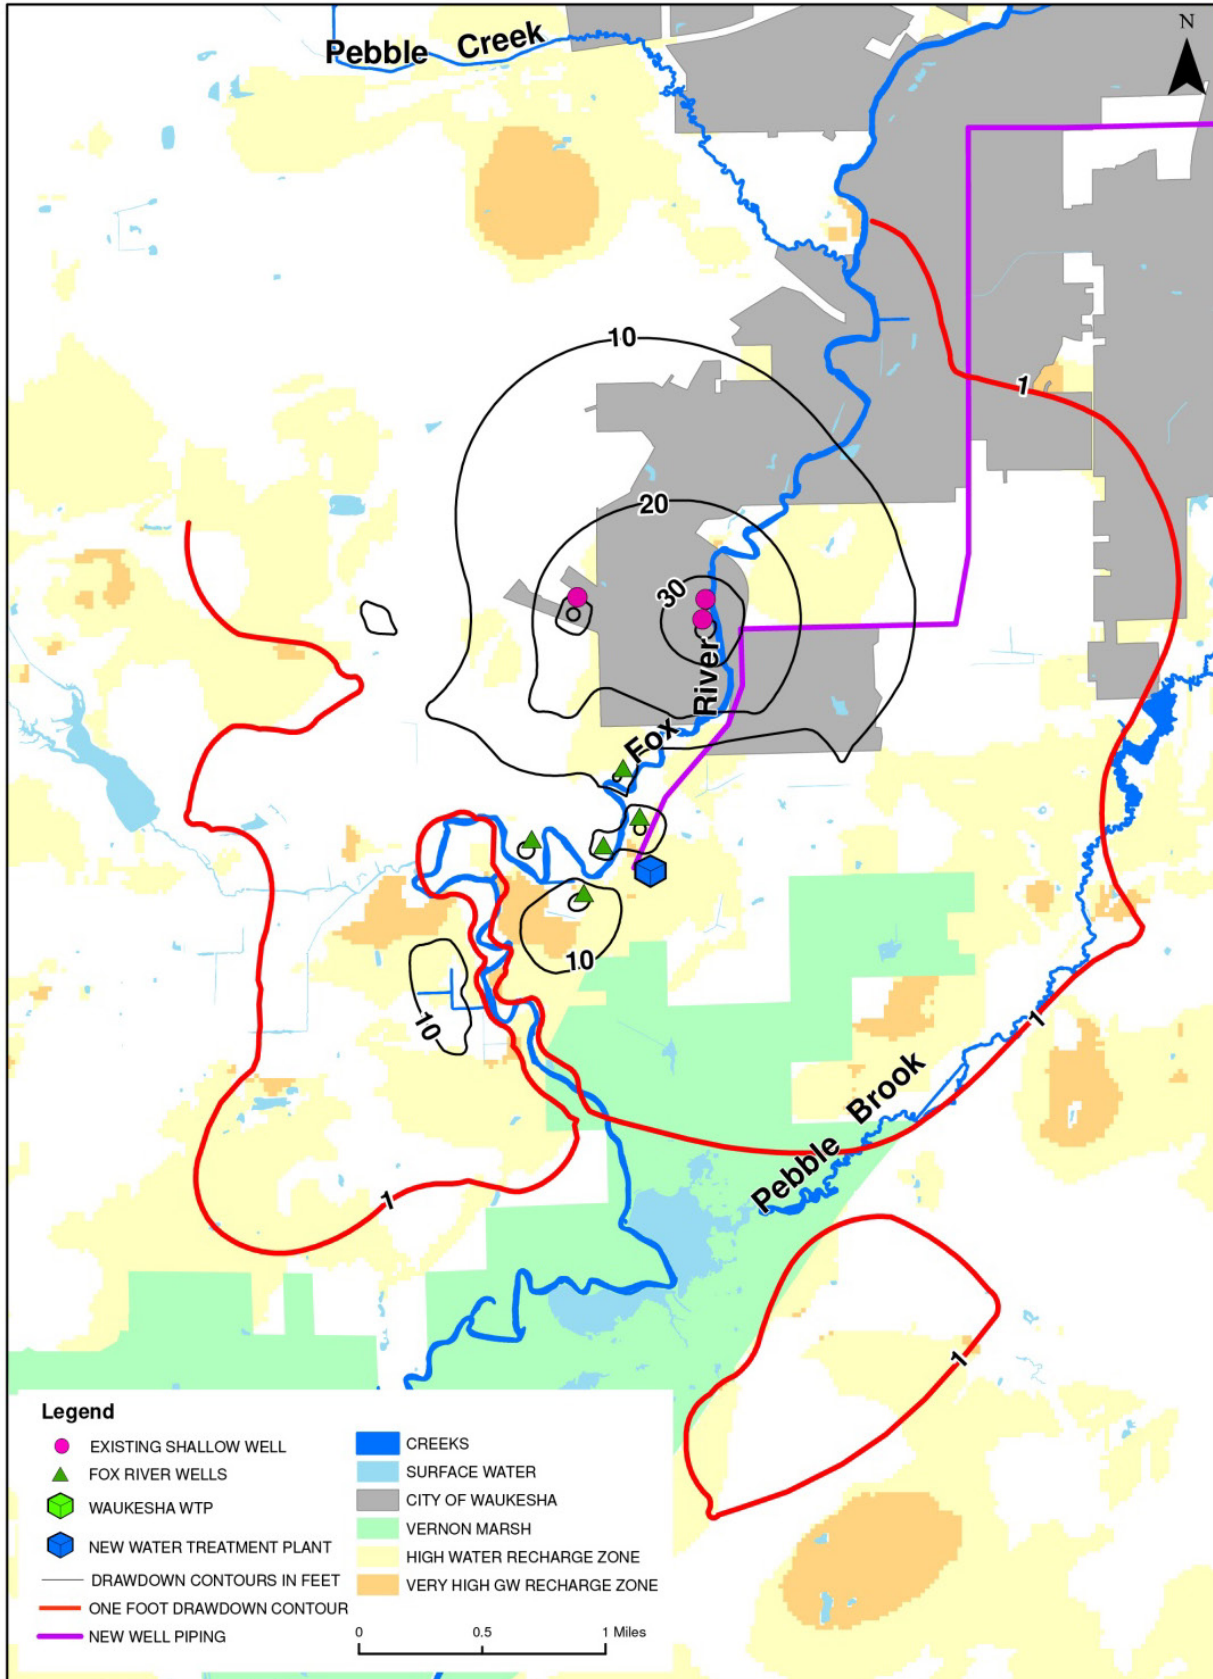 N
Pebble Creek
10
1
20
30
Fox River
10
10
1
Pebble Brook
1
1
Legend
EXISTING SHALLOW WELL
FOX RIVER WELLS
WAUKESHA WTP
NEW WATER TREATMENT PLANT
DRAWDOWN CONTOURS IN FEET
ONE FOOT DRAWDOWN CONTOUR
NEW WELL PIPING
CREEKS
SURFACE WATER
CITY OF WAUKESHA
VERNON MARSH
HIGH WATER RECHARGE ZONE
VERY HIGH GW RECHARGE ZONE
0 0.5 1 Miles